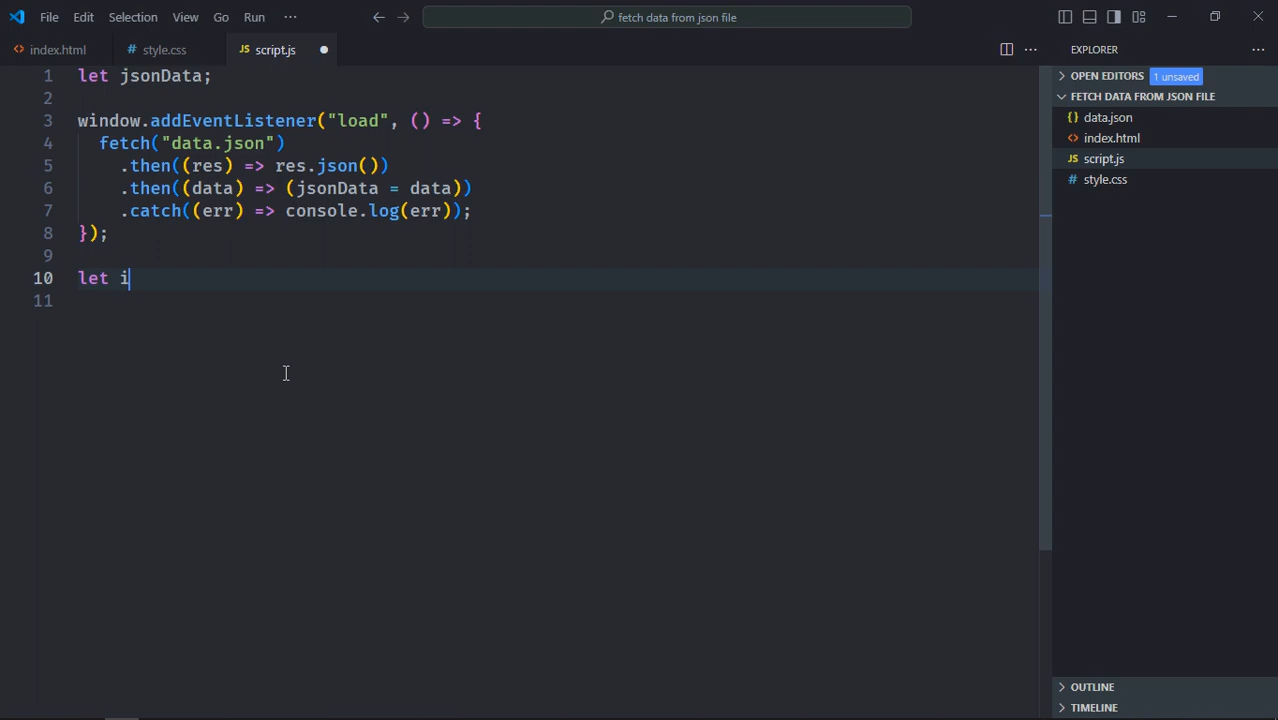 File Edit Selection View Go Run ··· fetch data from json file
index.html style.css JS script.js ···
1 let jsonData;
2
3 window.addEventListener("load", () => {
4 fetch("data.json")
5 .then((res) => res.json())
6 .then((data) => (jsonData = data))
7 .catch((err) => console.log(err));
8 });
9
10 let i
11
EXPLORER ···
OPEN EDITORS 1 unsaved
FETCH DATA FROM JSON FILE
{} data.json
<> index.html
JS script.js
# style.css
OUTLINE
TIMELINE